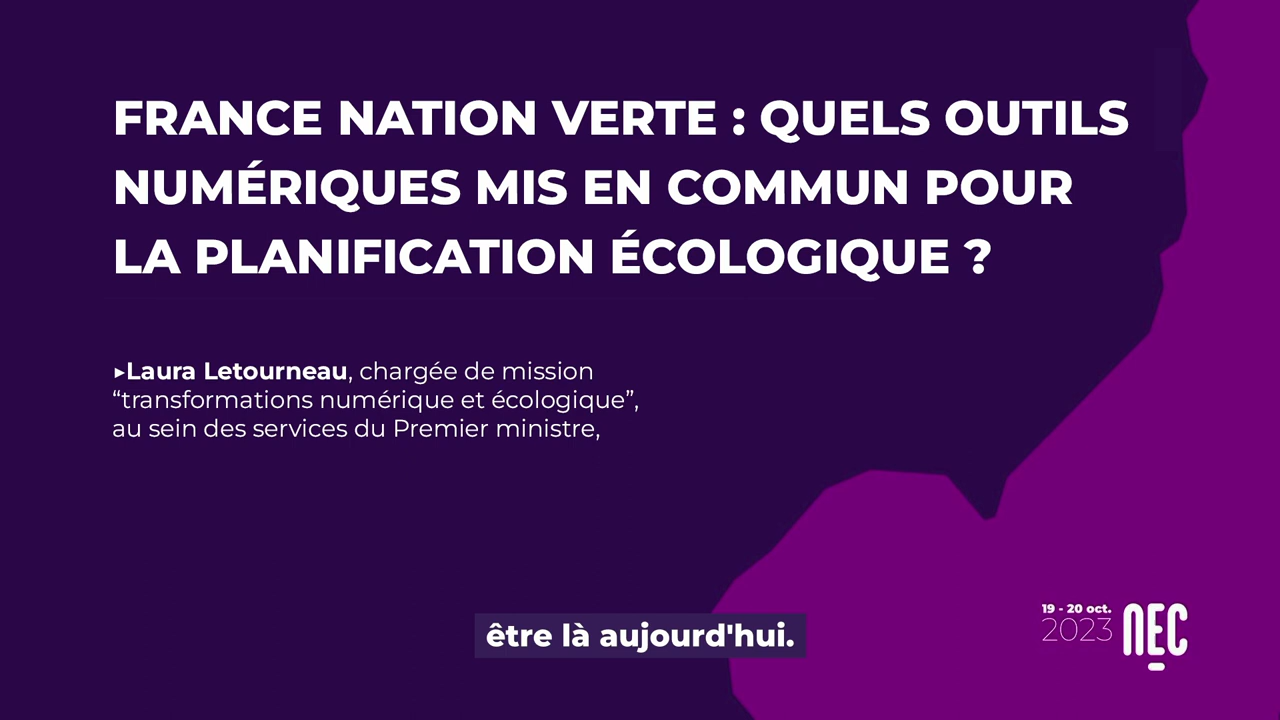 FRANCE NATION VERTE : QUELS OUTILS
NUMÉRIQUES MIS EN COMMUN POUR
LA PLANIFICATION ÉCOLOGIQUE ?
▸Laura Letourneau, chargée de mission
“transformations numérique et écologique”,
au sein des services du Premier ministre,
être là aujourd'hui.
19 - 20 oct.
2023
NEC